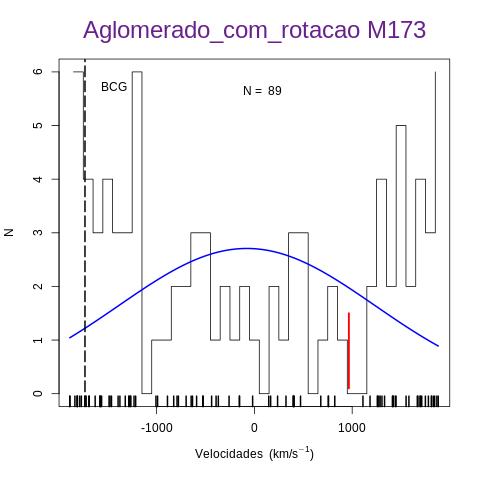 Aglomerado_com_rotacao M173
BCG
N = 89
6
5
4
3
2
1
0
N
-1000 0 1000
Velocidades (km/s⁻¹)